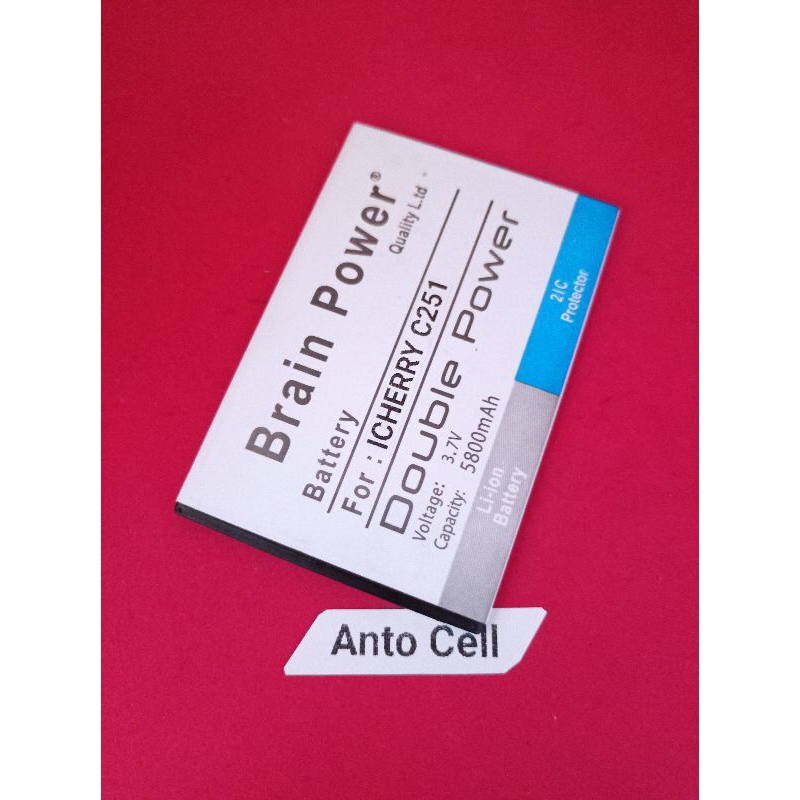 Brain Power®
Quality L.td
Battery
For : ICHERRY C251
Double Power
Voltage: 3.7V
Capacity: 5800mAh
Li-ion
Battery
2IC
Protector
Anto Cell